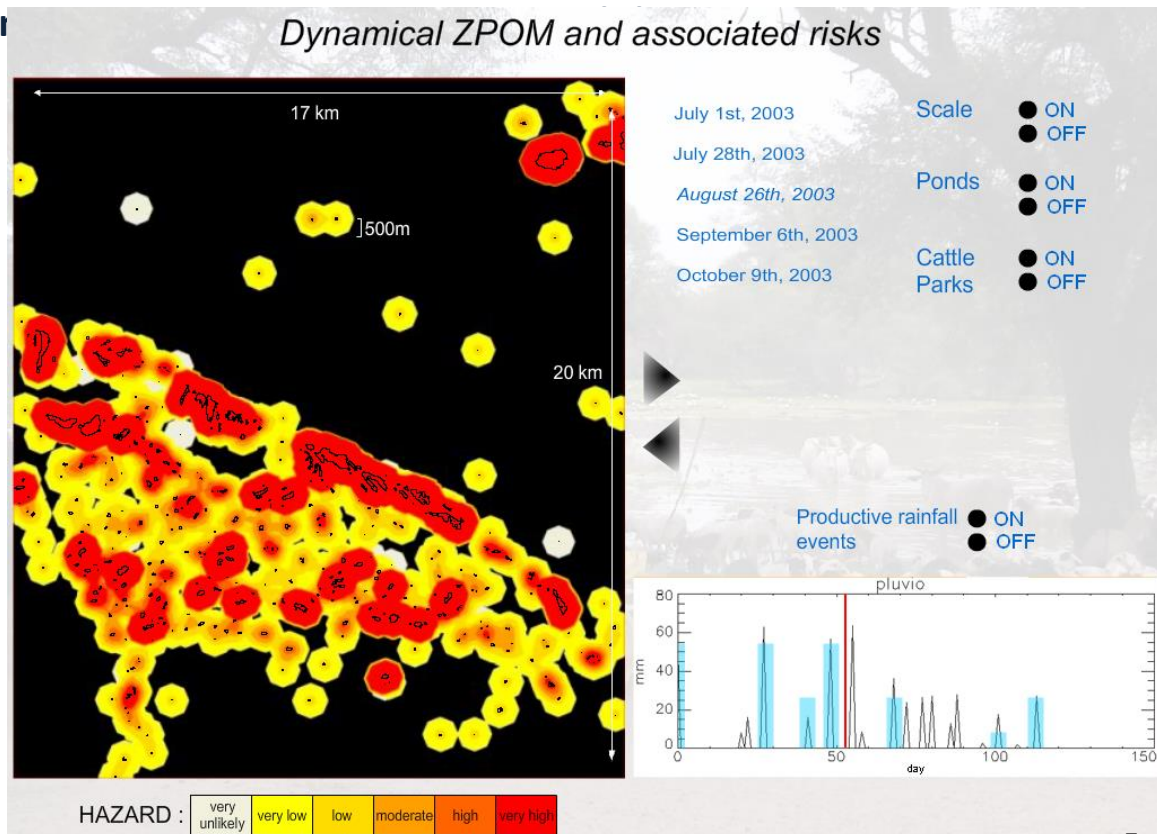 Dynamical ZPOM and associated risks
17 km
500m
20 km
July 1st, 2003
July 28th, 2003
August 26th, 2003
September 6th, 2003
October 9th, 2003
Scale
ON
OFF
Ponds
ON
OFF
Cattle
Parks
ON
OFF
Productive rainfall
events
ON
OFF
pluvio
80
60
40
20
0
mm
0
50
100
150
day
HAZARD :
very
unlikely
very low
low
moderate
high
very high